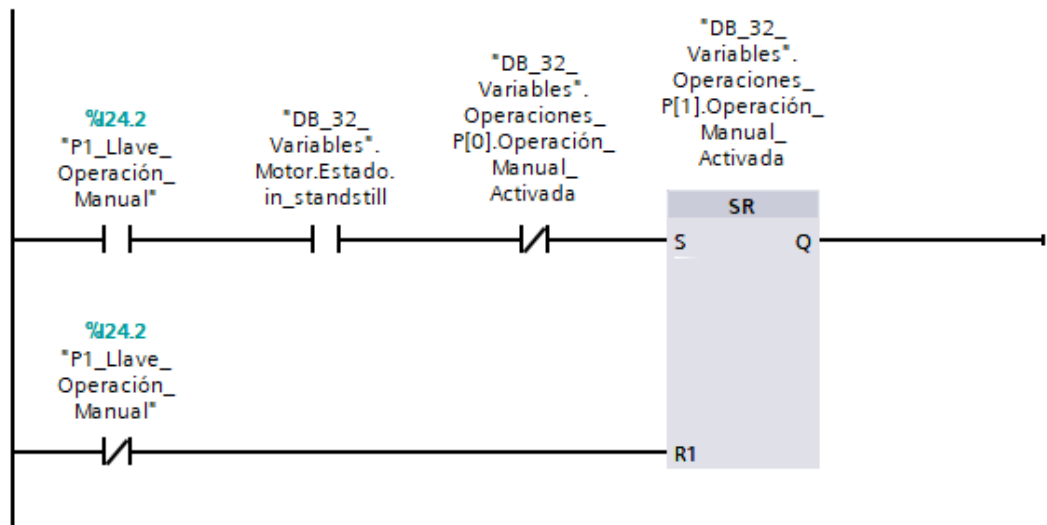 %I24.2
"P1_Llave_
Operación_
Manual"
"DB_32_
Variables".
Motor.Estado.
in_standstill
"DB_32_
Variables".
Operaciones_
P[0].Operación_
Manual_
Activada
"DB_32_
Variables".
Operaciones_
P[1].Operación_
Manual_
Activada
SR
S
Q
%I24.2
"P1_Llave_
Operación_
Manual"
R1